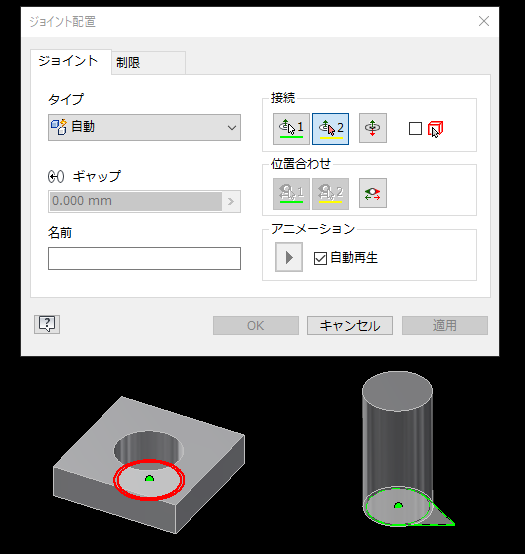 ジョイント配置
ジョイント
制限
タイプ
自動
ギャップ
0.000 mm
名前
接続
1
2
位置合わせ
1
2
アニメーション
自動再生
?
OK
キャンセル
適用